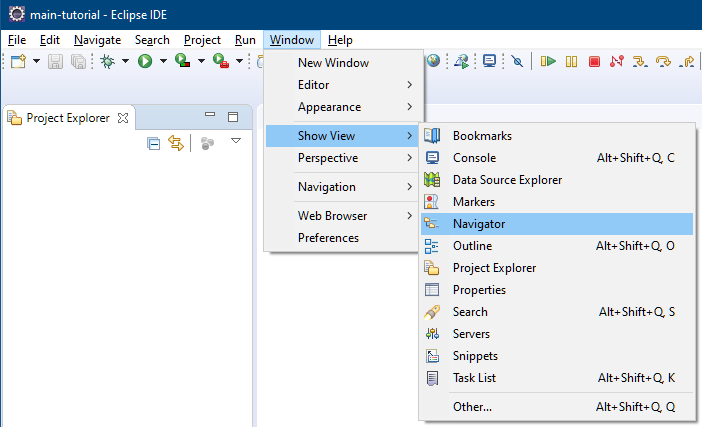 main-tutorial - Eclipse IDE
File Edit Navigate Search Project Run Window Help
New Window
Editor
Appearance
Show View
Perspective
Navigation
Web Browser
Preferences
Project Explorer
Bookmarks
Console Alt+Shift+Q, C
Data Source Explorer
Markers
Navigator
Outline Alt+Shift+Q, O
Project Explorer
Properties
Search Alt+Shift+Q, S
Servers
Snippets
Task List Alt+Shift+Q, K
Other... Alt+Shift+Q, Q